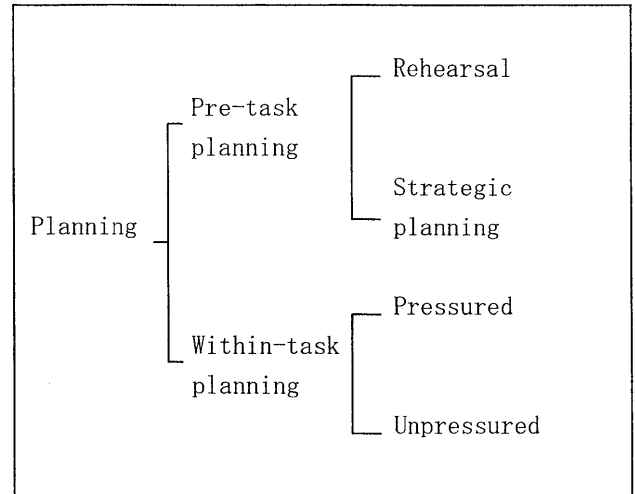 Planning
Pre-task
planning
Rehearsal
Strategic
planning
Within-task
planning
Pressured
Unpressured